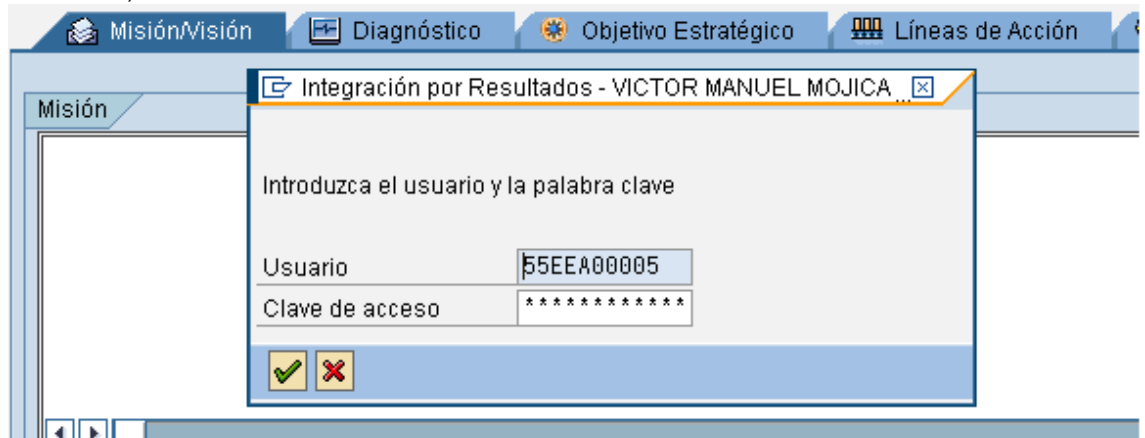 Misión/Visión Diagnóstico Objetivo Estratégico Líneas de Acción
Integración por Resultados - VICTOR MANUEL MOJICA ...
Misión
Introduzca el usuario y la palabra clave
Usuario 55EEA00005
Clave de acceso ************